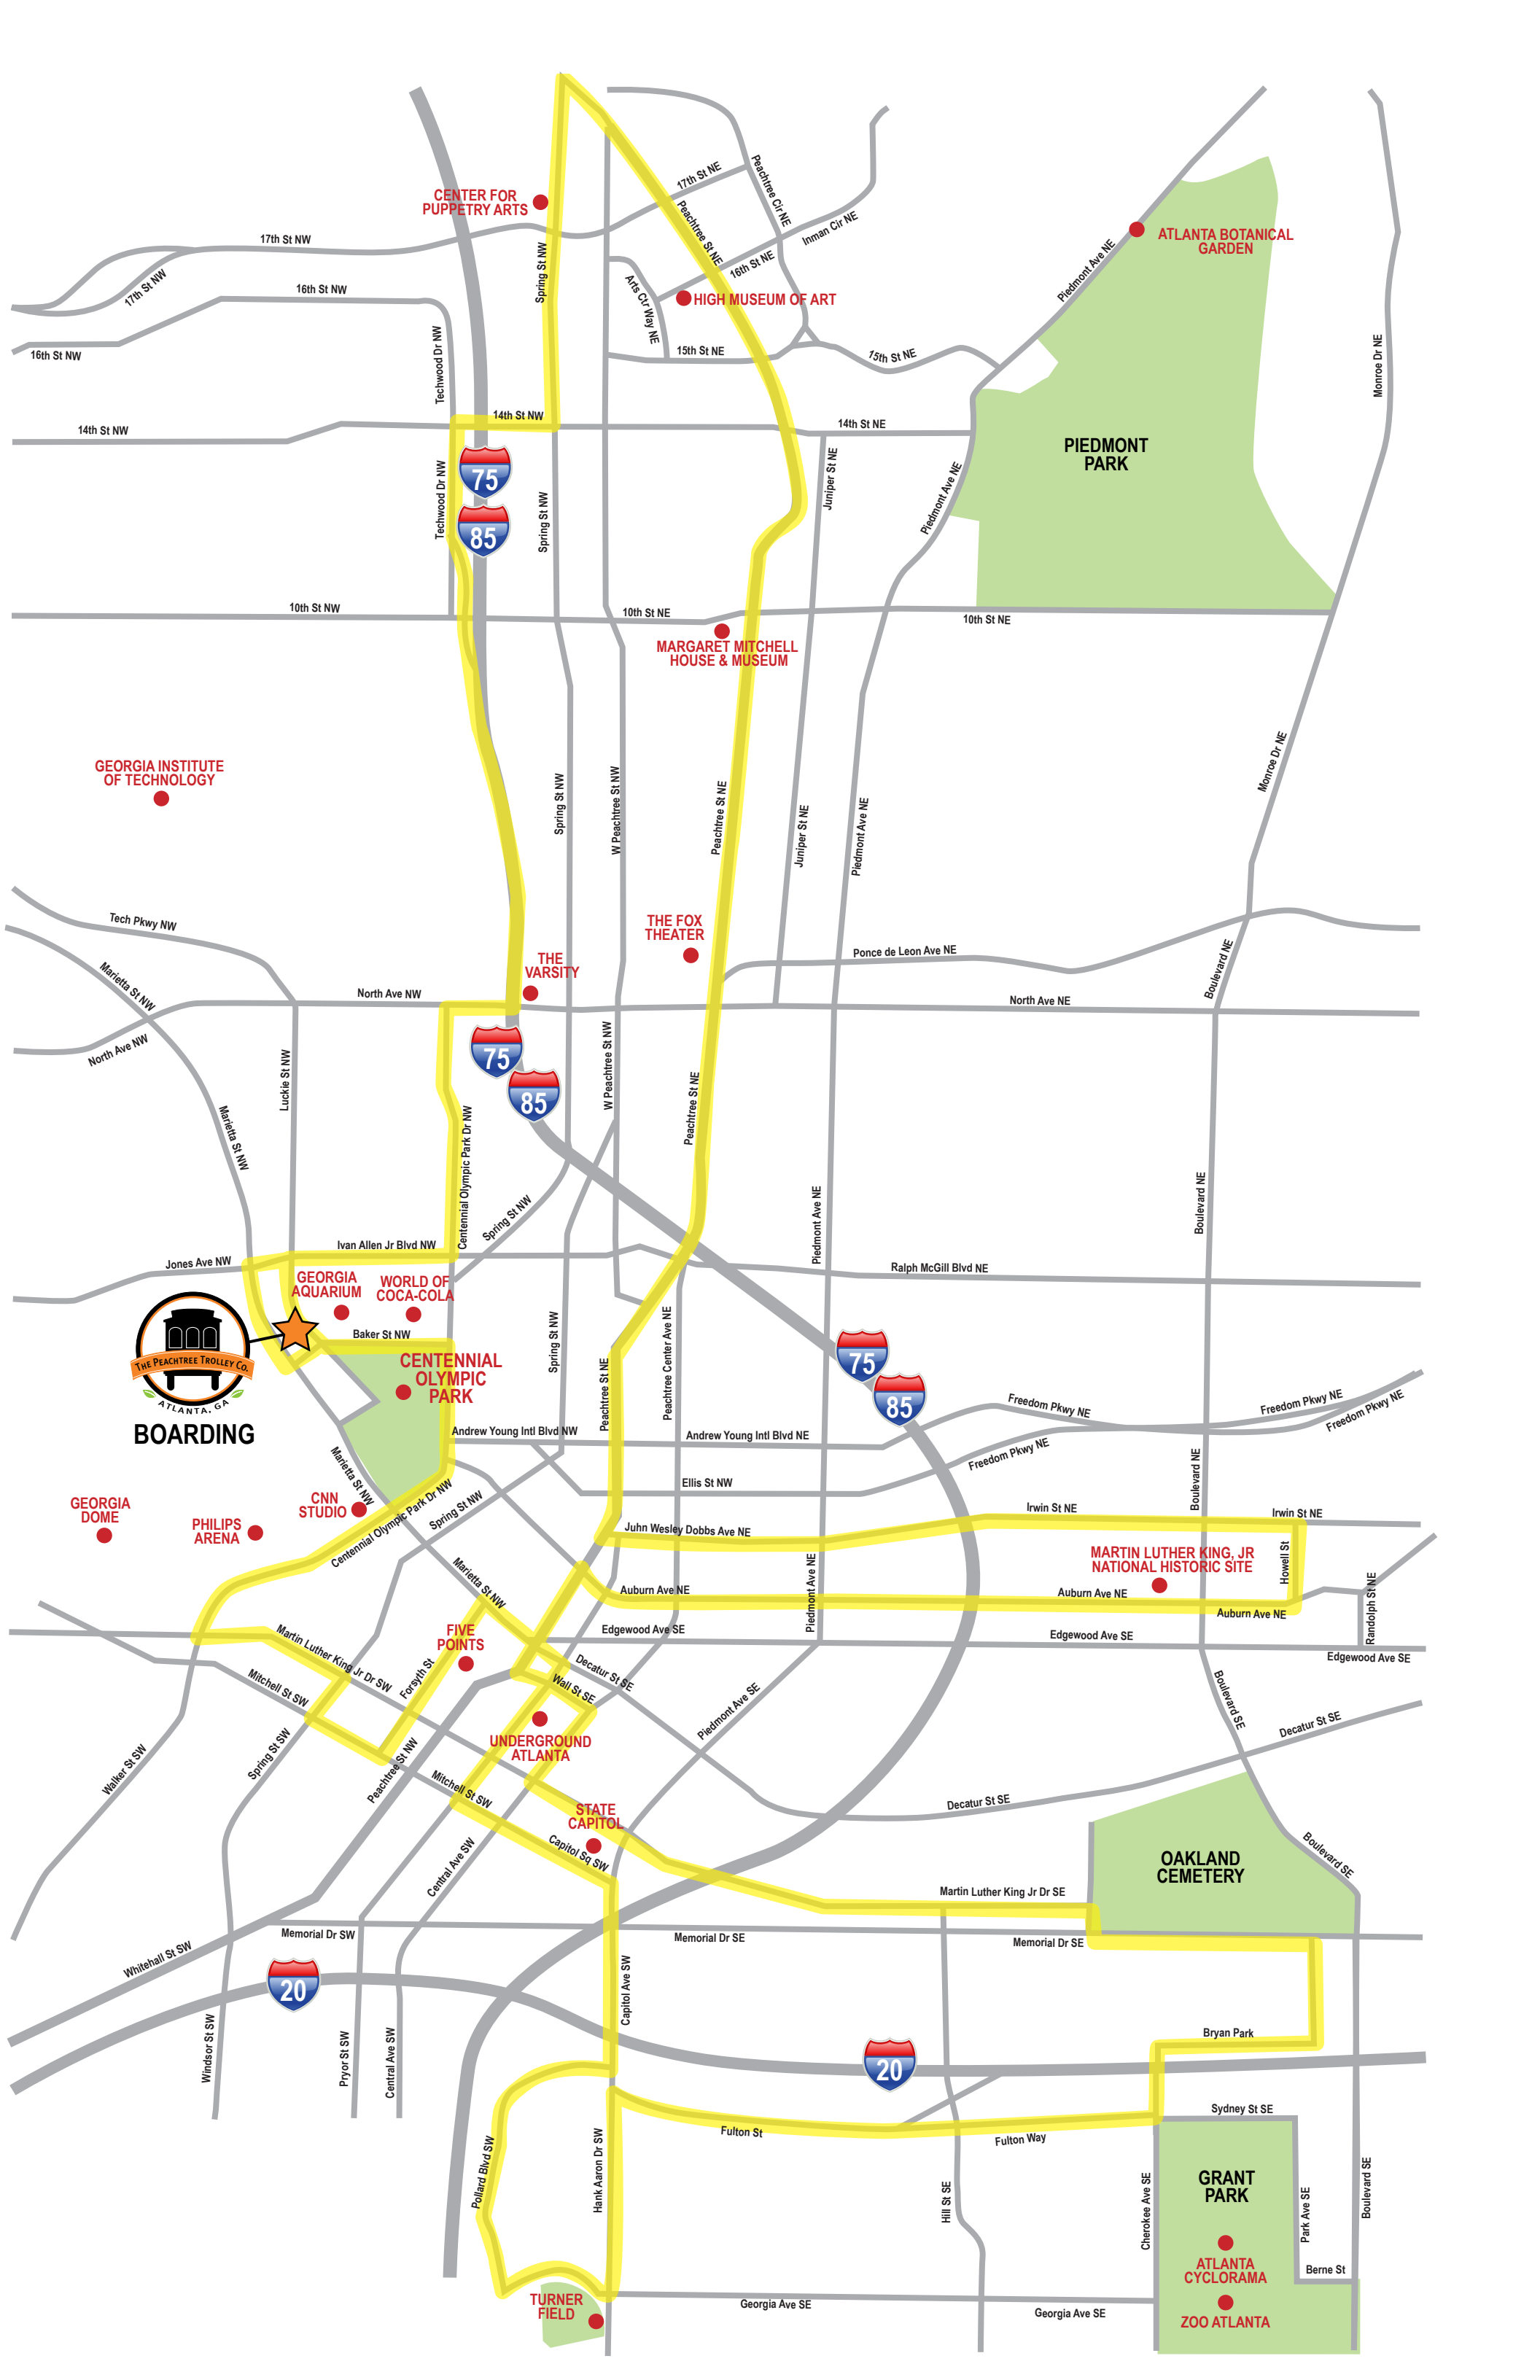 CENTER FOR
PUPPETRY ARTS
17th St NE
Peachtree Cir NE
Peachtree St NE
Inman Cir NE
16th St NE
17th St NW
17th St NW
Spring St NW
Arts Ctr Way NE
HIGH MUSEUM OF ART
ATLANTA BOTANICAL
GARDEN
Piedmont Ave NE
16th St NW
16th St NW
Techwood Dr NW
15th St NE
15th St NE
Monroe Dr NE
14th St NW
14th St NW
14th St NE
PIEDMONT
PARK
75
85
Techwood Dr NW
Spring St NW
Juniper St NE
Piedmont Ave NE
10th St NW
10th St NE
10th St NE
MARGARET MITCHELL
HOUSE & MUSEUM
GEORGIA INSTITUTE
OF TECHNOLOGY
Spring St NW
W Peachtree St NW
Peachtree St NE
Juniper St NE
Piedmont Ave NE
Monroe Dr NE
Tech Pkwy NW
Marietta St NW
THE FOX
THEATER
Ponce de Leon Ave NE
Boulevard NE
THE
VARSITY
North Ave NW
North Ave NE
North Ave NW
75
85
Luckie St NW
Marietta St NW
Centennial Olympic Park Dr NW
W Peachtree St NW
Peachtree St NE
Spring St NW
Piedmont Ave NE
Boulevard NE
Jones Ave NW
Ivan Allen Jr Blvd NW
Ralph McGill Blvd NE
GEORGIA
AQUARIUM
WORLD OF
COCA-COLA
THE PEACHTREE TROLLEY CO.
ATLANTA, GA
BOARDING
Baker St NW
CENTENNIAL
OLYMPIC
PARK
Spring St NW
Peachtree St NE
Peachtree Center Ave NE
75
85
Freedom Pkwy NE
Freedom Pkwy NE
Freedom Pkwy NE
Freedom Pkwy NE
Andrew Young Intl Blvd NW
Andrew Young Intl Blvd NE
Ellis St NW
Marietta St NW
Boulevard NE
GEORGIA
DOME
PHILIPS
ARENA
CNN
STUDIO
Centennial Olympic Park Dr NW
Spring St NW
Juhn Wesley Dobbs Ave NE
Irwin St NE
Irwin St NE
MARTIN LUTHER KING, JR
NATIONAL HISTORIC SITE
Howell St
Marietta St NW
Auburn Ave NE
Piedmont Ave NE
Auburn Ave NE
Auburn Ave NE
Randolph St NE
Edgewood Ave SE
Edgewood Ave SE
Edgewood Ave SE
FIVE
POINTS
Martin Luther King Jr Dr SW
Forsyth St
Mitchell St SW
Decatur St SE
Wall St SE
Piedmont Ave SE
Boulevard SE
Decatur St SE
UNDERGROUND
ATLANTA
Walker St SW
Spring St SW
Peachtree St NW
Mitchell St SW
STATE
CAPITOL
Capitol Sq SW
Decatur St SE
Central Ave SW
OAKLAND
CEMETERY
Boulevard SE
Martin Luther King Jr Dr SE
Memorial Dr SW
Memorial Dr SE
Memorial Dr SE
Whitehall St SW
20
Capitol Ave SW
Windsor St SW
Pryor St SW
Central Ave SW
20
Bryan Park
Fulton St
Fulton Way
Sydney St SE
Pollard Blvd SW
Hank Aaron Dr SW
Hill St SE
Cherokee Ave SE
GRANT
PARK
Park Ave SE
Boulevard SE
ATLANTA
CYCLORAMA
Berne St
TURNER
FIELD
Georgia Ave SE
Georgia Ave SE
ZOO ATLANTA